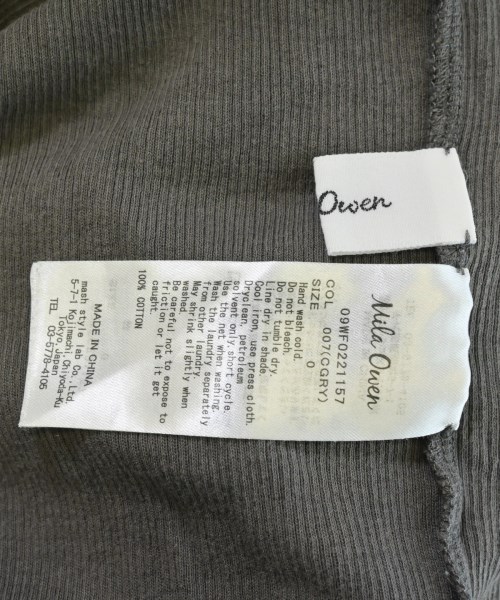 Owen
Mila Owen
09WFO221157
COL 007(CGRY)
SIZE 0
Hand wash cold.
Do not bleach.
Do not tumble dry.
Line dry in shade.
Cool iron, use press cloth.
Dryclean, petroleum
solvent only,short cycle.
Use the net when washing.
Wash the laundry separately
from other laundry.
May shrink slightly when
washed.
Be careful not to expose to
friction or let it get
caught.
100% COTTON
MADE IN CHINA
mash style lab Co.,Ltd.
5-7-1 Kojimachi,Chiyoda-Ku
Tokyo,Japan
TEL 03-5778-4106